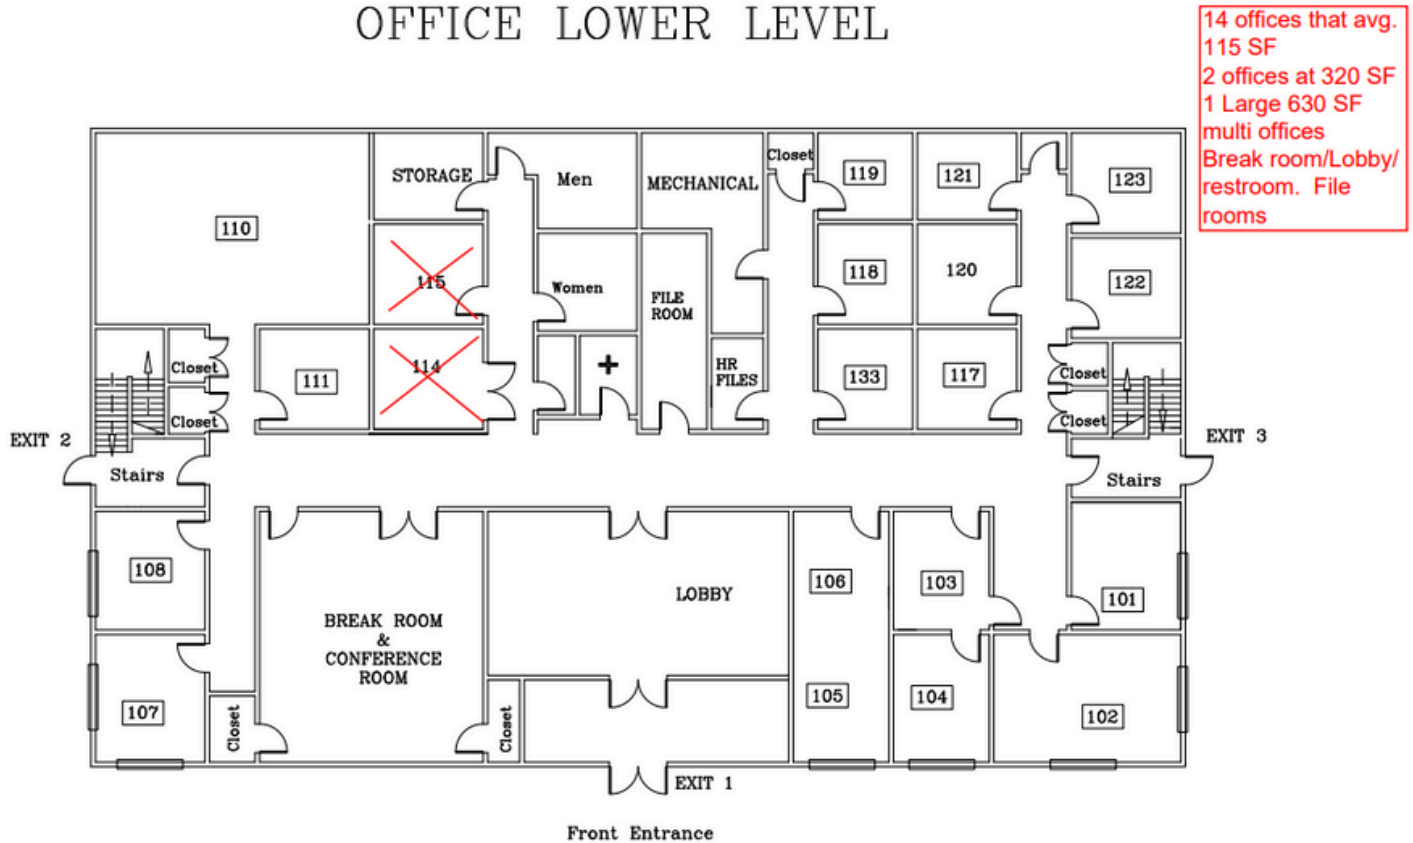 OFFICE LOWER LEVEL
14 offices that avg.
115 SF
2 offices at 320 SF
1 Large 630 SF
multi offices
Break room/Lobby/
restroom.  File
rooms
STORAGE
Men
MECHANICAL
Closet
119
121
123
110
115
Women
FILE
ROOM
118
120
122
Closet
111
114
HR
FILES
133
117
Closet
Closet
Closet
EXIT 2
EXIT 3
Stairs
Stairs
108
106
103
101
LOBBY
BREAK ROOM
&
CONFERENCE
ROOM
107
Closet
Closet
105
104
102
EXIT 1
Front Entrance